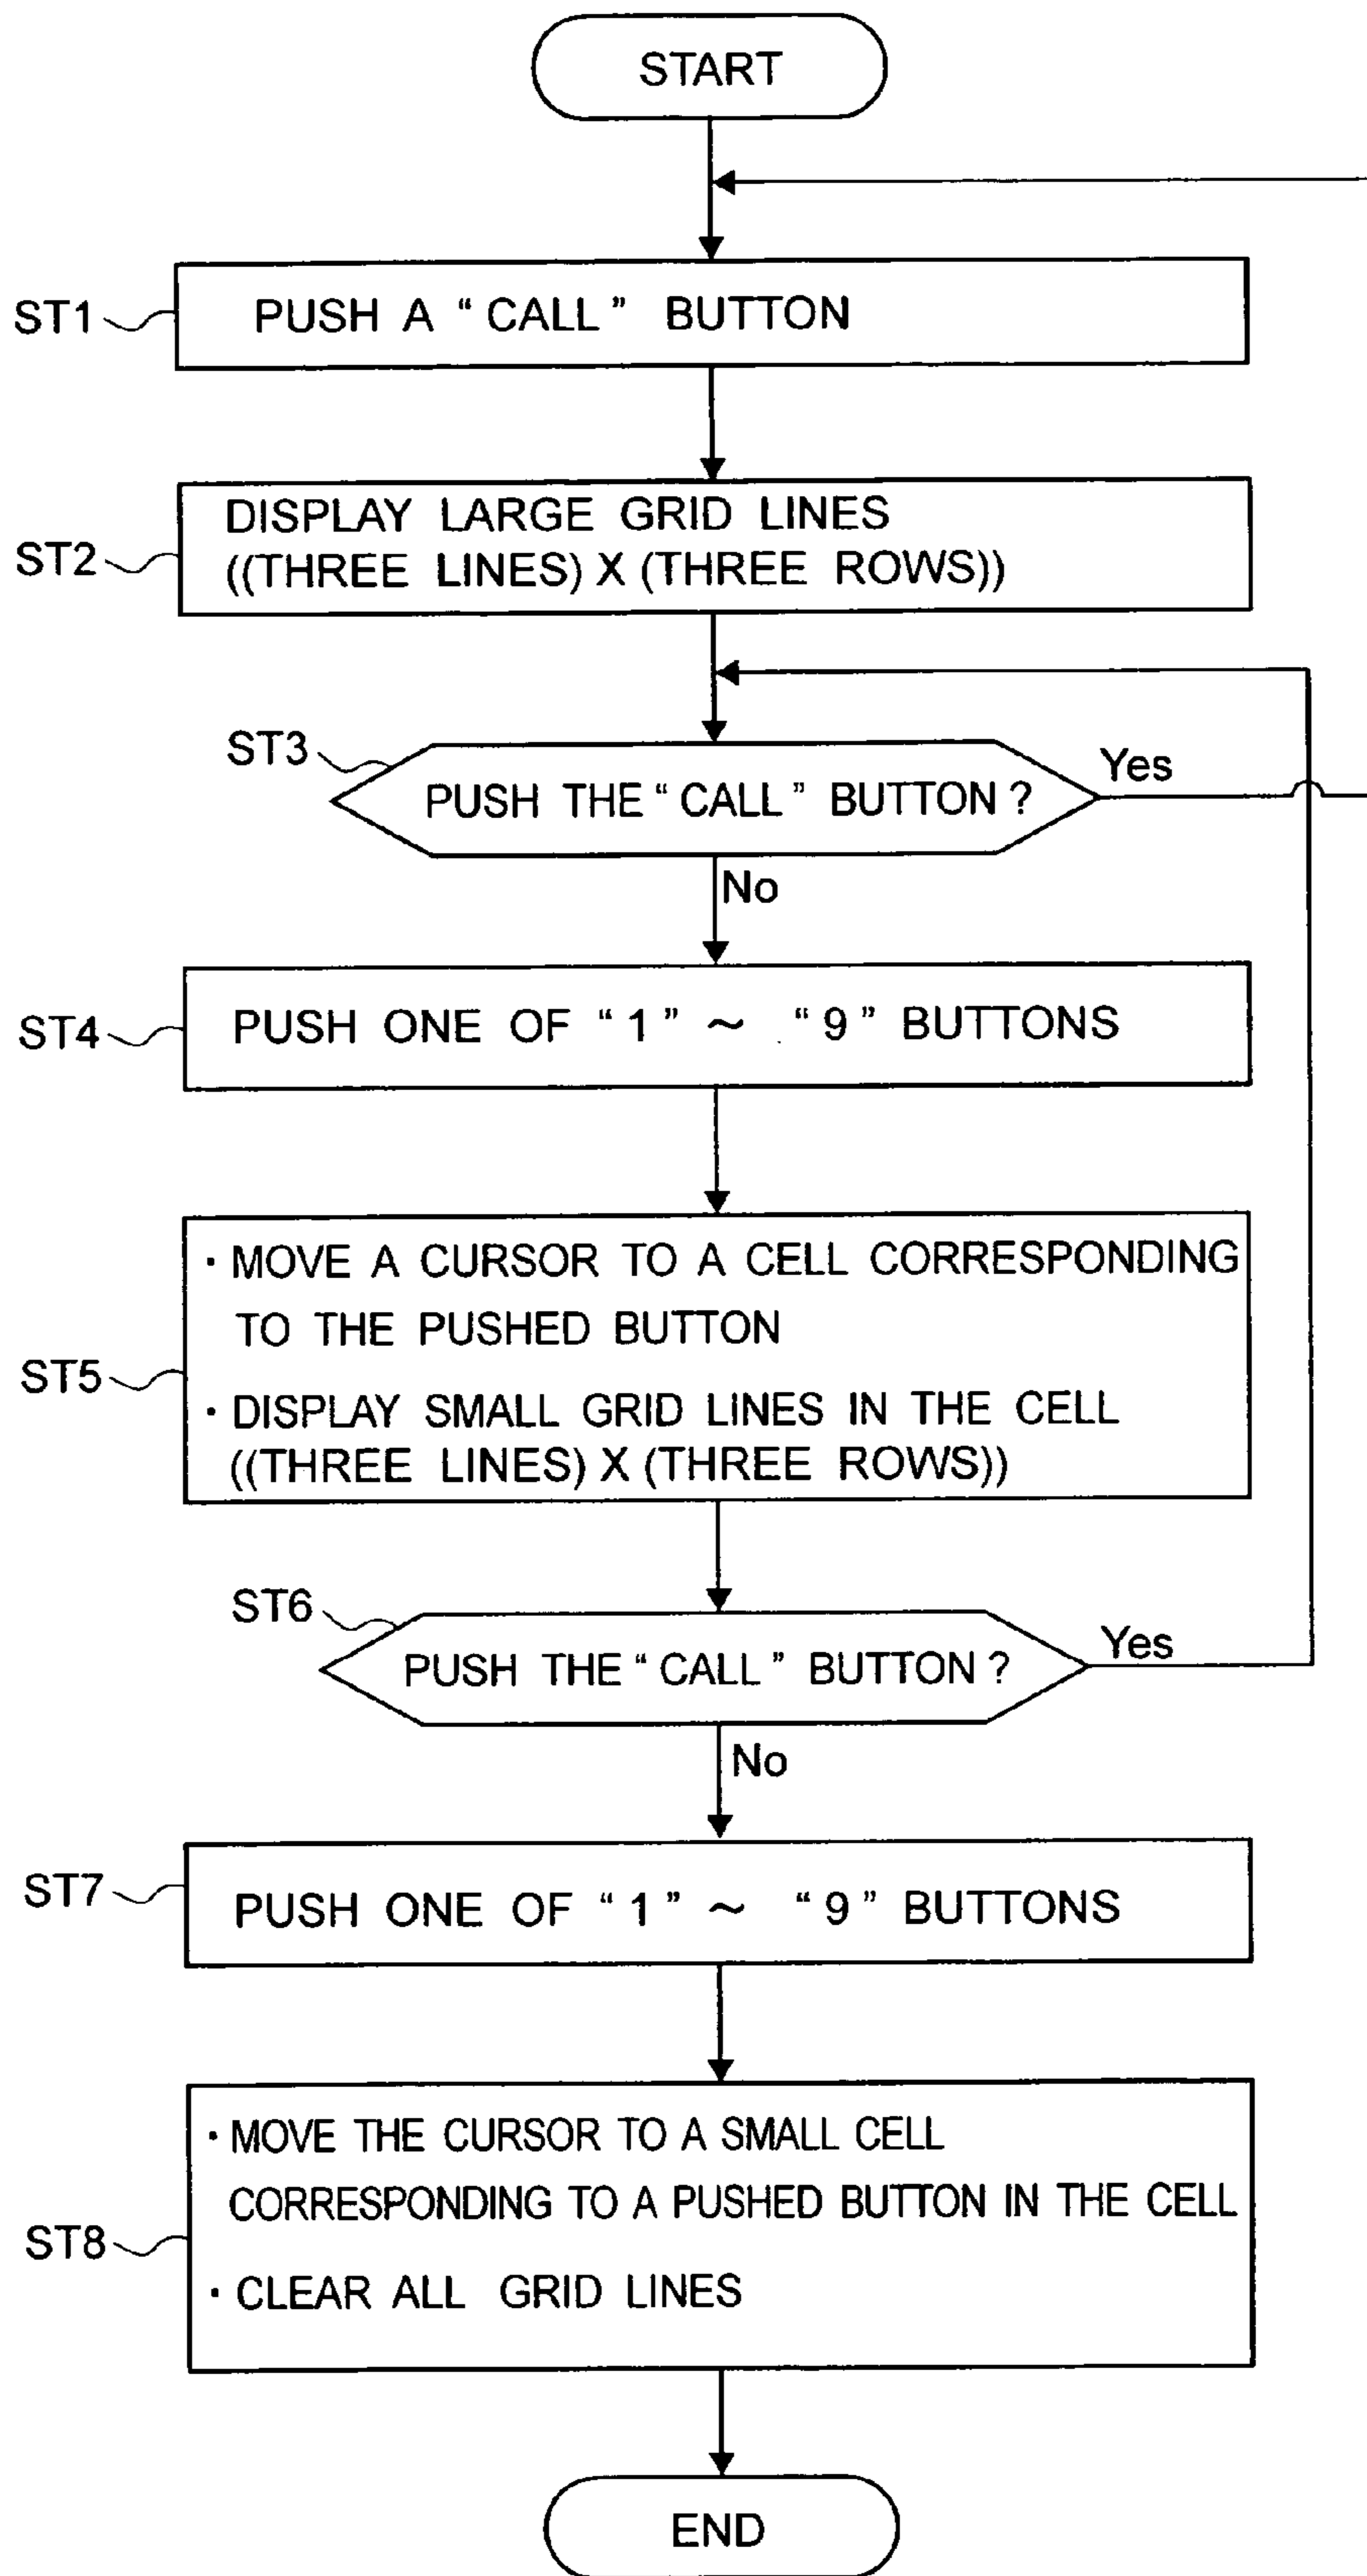 START
ST1
PUSH A “CALL” BUTTON
ST2
DISPLAY LARGE GRID LINES
((THREE LINES) X (THREE ROWS))
ST3
PUSH THE “CALL” BUTTON ?
Yes
No
ST4
PUSH ONE OF “1” ~ “9” BUTTONS
ST5
· MOVE A CURSOR TO A CELL CORRESPONDING
TO THE PUSHED BUTTON
· DISPLAY SMALL GRID LINES IN THE CELL
((THREE LINES) X (THREE ROWS))
ST6
PUSH THE “CALL” BUTTON ?
Yes
No
ST7
PUSH ONE OF “1” ~ “9” BUTTONS
ST8
· MOVE THE CURSOR TO A SMALL CELL
CORRESPONDING TO A PUSHED BUTTON IN THE CELL
· CLEAR ALL GRID LINES
END